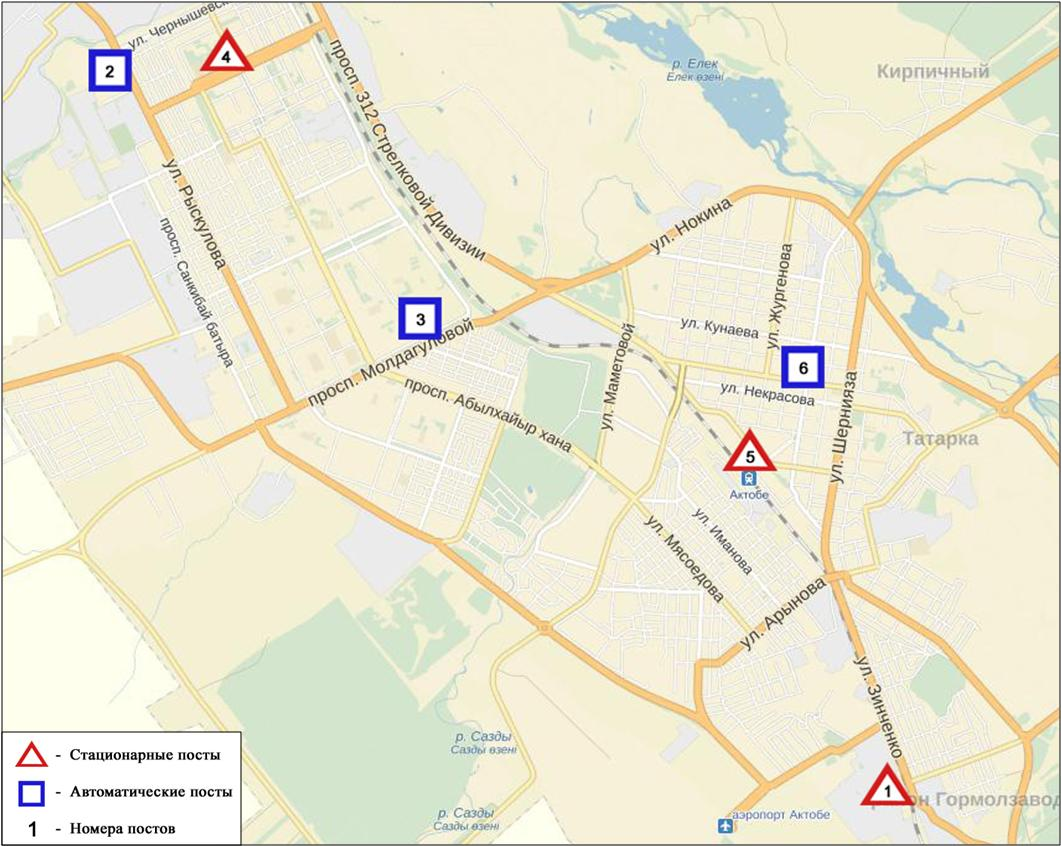 ул. Чернышевск
4
2
просп. 312 Стрелковой Дивизии
р. Елек
Елек өзені
Кирпичный
ул. Рыскулова
просп. Санкибай батыра
ул. Нокина
ул. Жургенова
3
просп. Молдагуловой
ул. Кунаева
6
ул. Некрасова
ул. Маметовой
просп. Абылхайыр хана
ул. Шернияза
Татарка
5
Актобе
ул. Иманова
ул. Мясоедова
ул. Арынова
ул. Зинченко
р. Сазды
Сазды өзені
1
он Гормолзавод
р. Сазды
Сазды өзені
аэропорт Актобе
- Стационарные посты
- Автоматические посты
1 - Номера постов